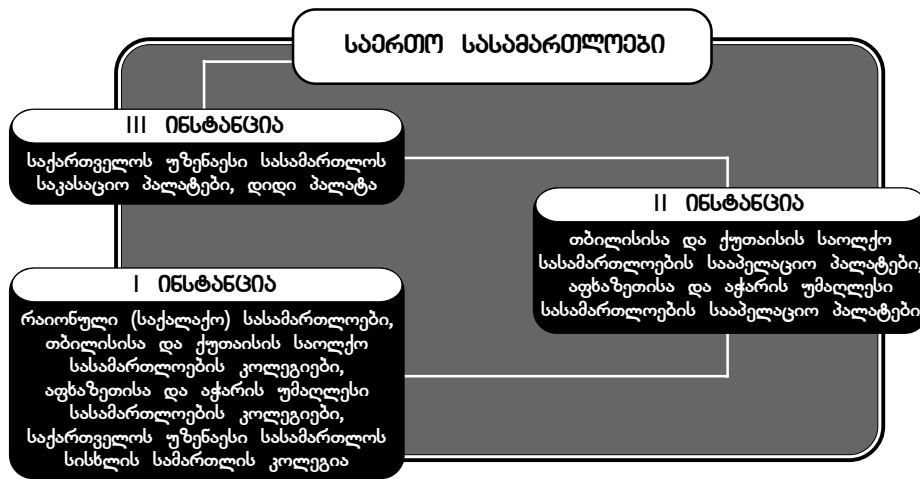 საერთო სასამართლოები
III ინსტანცია
საქართველოს უზენაესი სასამართლოს
საკასაციო პალატები, დიდი პალატა
II ინსტანცია
თბილისისა და ქუთაისის საოლქო
სასამართლოების სააპელაციო პალატები,
აფხაზეთისა და აჭარის უმაღლესი
სასამართლოების სააპელაციო პალატები
I ინსტანცია
რაიონული (საქალაქო) სასამართლოები,
თბილისისა და ქუთაისის საოლქო
სასამართლოების კოლეგიები,
აფხაზეთისა და აჭარის უმაღლესი
სასამართლოების კოლეგიები,
საქართველოს უზენაესი სასამართლოს
სისხლის სამართლის კოლეგია